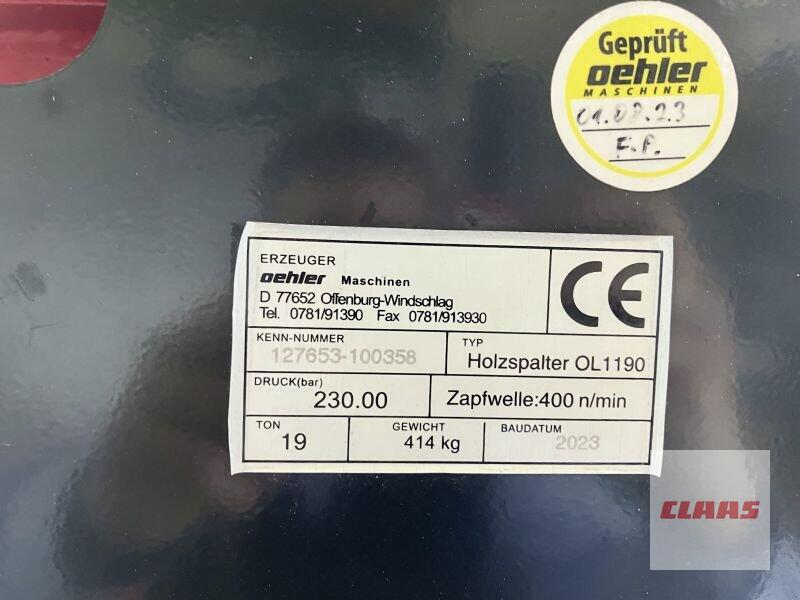 Geprüft
oehler
MASCHINEN
01.08.23
F.P.
ERZEUGER
oehler Maschinen
D 77652 Offenburg-Windschlag
Tel. 0781/91390 Fax 0781/913930
CE
KENN-NUMMER
127653-100358
TYP
Holzspalter OL1190
DRUCK(bar)
230.00
Zapfwelle:400 n/min
TON
19
GEWICHT
414 kg
BAUDATUM
2023
CLAAS